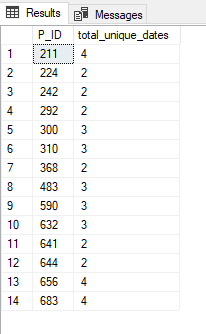 Results Messages
P_ID total_unique_dates
1 211 4
2 224 2
3 242 2
4 292 2
5 300 3
6 310 3
7 368 2
8 483 3
9 590 3
10 632 3
11 641 2
12 644 2
13 656 4
14 683 4